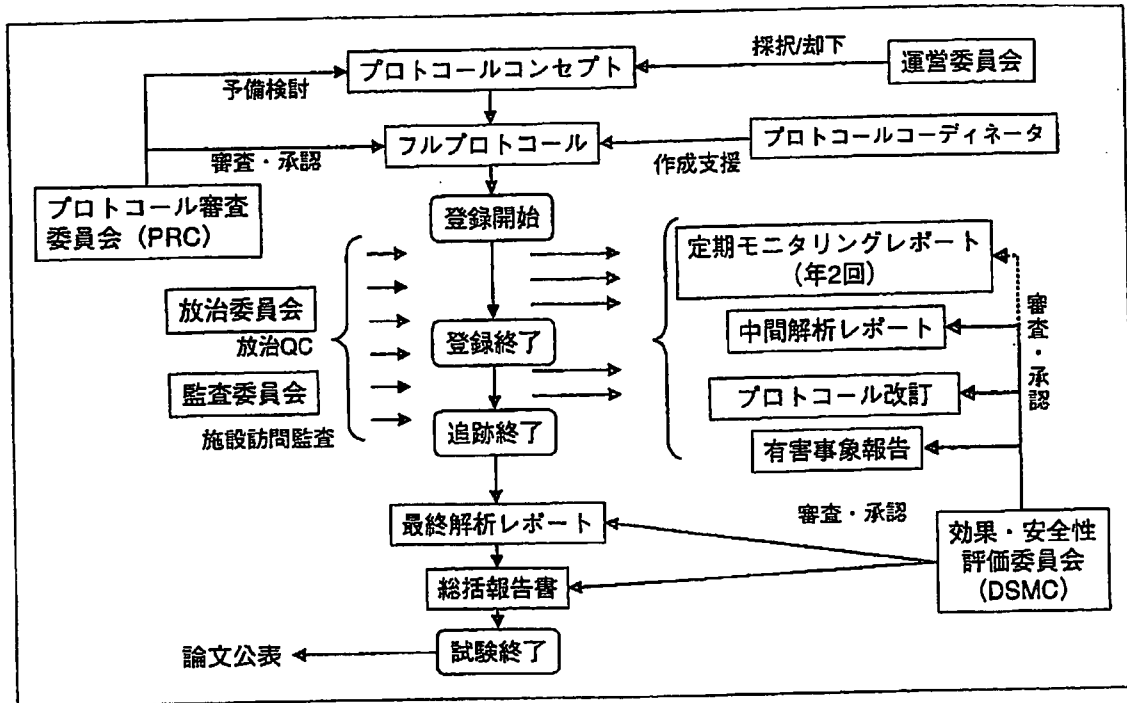 採択/却下
プロトコールコンセプト
運営委員会
予備検討
フルプロトコール
プロトコールコーディネータ
審査・承認
作成支援
プロトコール審査
委員会（PRC）
登録開始
定期モニタリングレポート
（年2回）
放治委員会
放治QC
登録終了
中間解析レポート
審査・承認
監査委員会
施設訪問監査
プロトコール改訂
追跡終了
有害事象報告
最終解析レポート
審査・承認
効果・安全性
評価委員会
(DSMC)
総括報告書
論文公表
試験終了